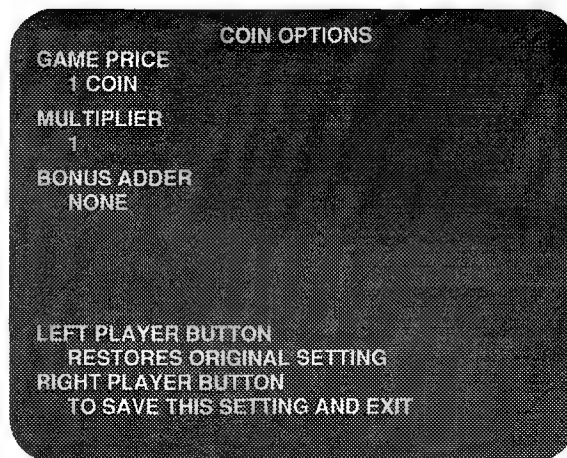 COIN OPTIONS
GAME PRICE
1 COIN
MULTIPLIER
1
BONUS ADDER
NONE
LEFT PLAYER BUTTON
RESTORES ORIGINAL SETTING
RIGHT PLAYER BUTTON
TO SAVE THIS SETTING AND EXIT